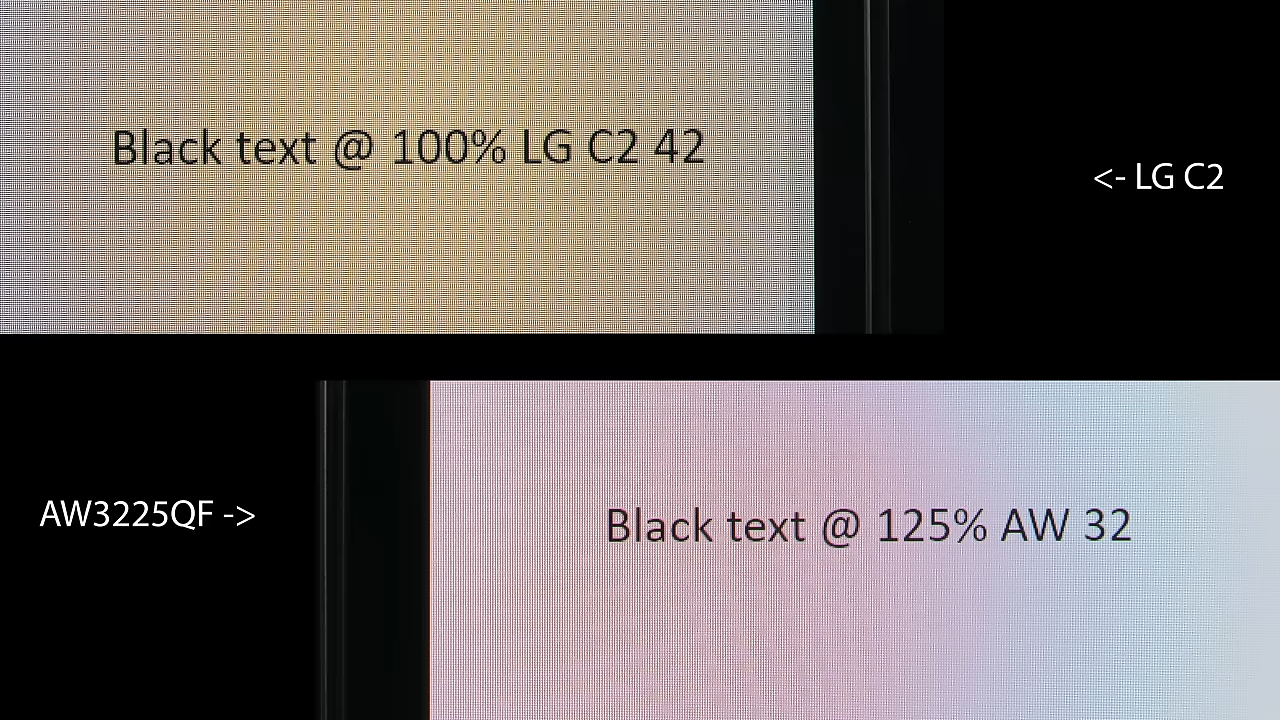 Black text @ 100% LG C2 42
<- LG C2
AW3225QF ->
Black text @ 125% AW 32